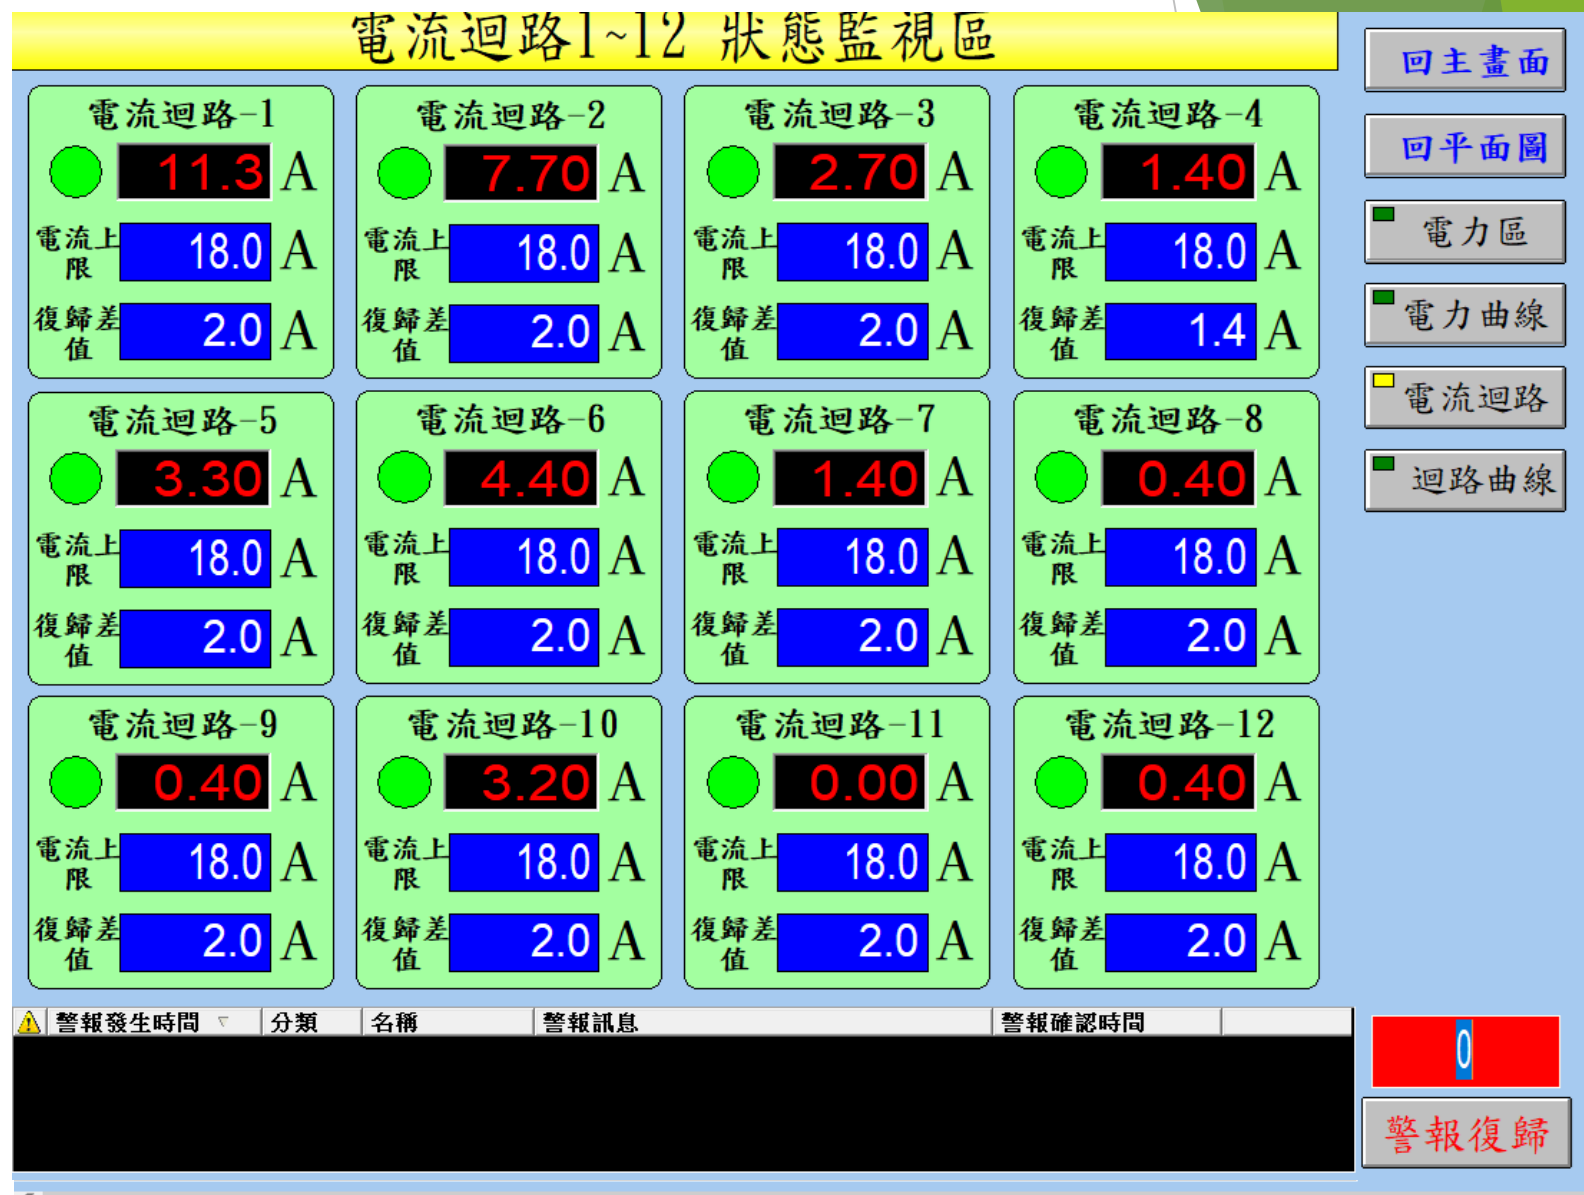 電流迴路1~12 狀態監視區
回主畫面
回平面圖
電力區
電力曲線
電流迴路
迴路曲線
電流迴路-1
11.3 A
電流上限 18.0 A
復歸差值 2.0 A
電流迴路-2
7.70 A
電流上限 18.0 A
復歸差值 2.0 A
電流迴路-3
2.70 A
電流上限 18.0 A
復歸差值 2.0 A
電流迴路-4
1.40 A
電流上限 18.0 A
復歸差值 1.4 A
電流迴路-5
3.30 A
電流上限 18.0 A
復歸差值 2.0 A
電流迴路-6
4.40 A
電流上限 18.0 A
復歸差值 2.0 A
電流迴路-7
1.40 A
電流上限 18.0 A
復歸差值 2.0 A
電流迴路-8
0.40 A
電流上限 18.0 A
復歸差值 2.0 A
電流迴路-9
0.40 A
電流上限 18.0 A
復歸差值 2.0 A
電流迴路-10
3.20 A
電流上限 18.0 A
復歸差值 2.0 A
電流迴路-11
0.00 A
電流上限 18.0 A
復歸差值 2.0 A
電流迴路-12
0.40 A
電流上限 18.0 A
復歸差值 2.0 A
警報發生時間 分類 名稱 警報訊息 警報確認時間
0
警報復歸